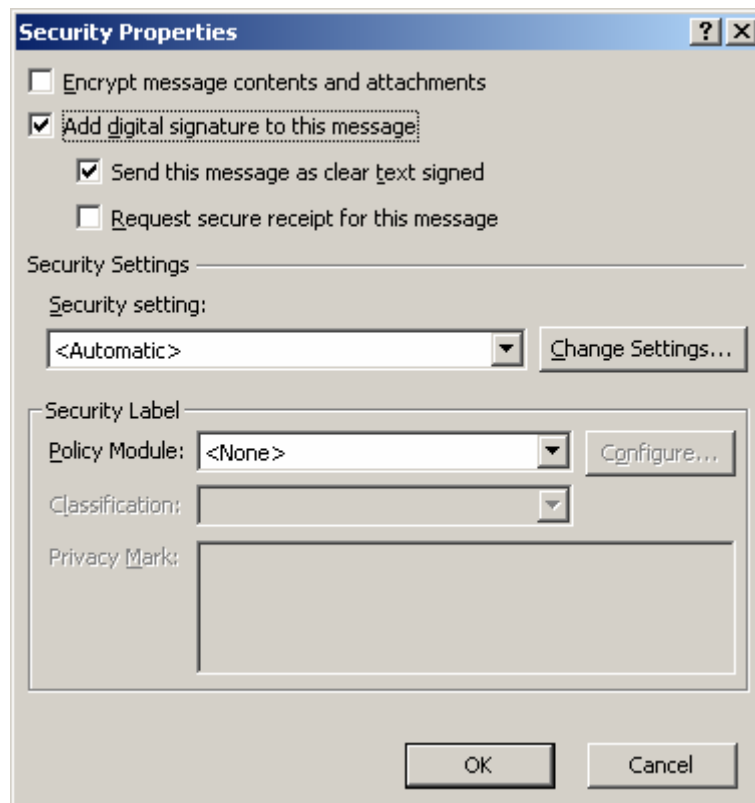 Security Properties
Encrypt message contents and attachments
Add digital signature to this message
Send this message as clear text signed
Request secure receipt for this message
Security Settings
Security setting:
<Automatic> Change Settings...
Security Label
Policy Module: <None> Configure...
Classification:
Privacy Mark:
OK Cancel